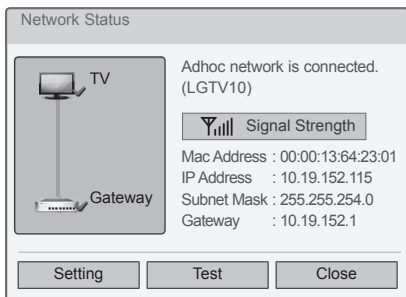 Network Status
TV
Gateway
Adhoc network is connected.
(LGTV10)
Signal Strength
Mac Address : 00:00:13:64:23:01
IP Address : 10.19.152.115
Subnet Mask : 255.255.254.0
Gateway : 10.19.152.1
Setting
Test
Close